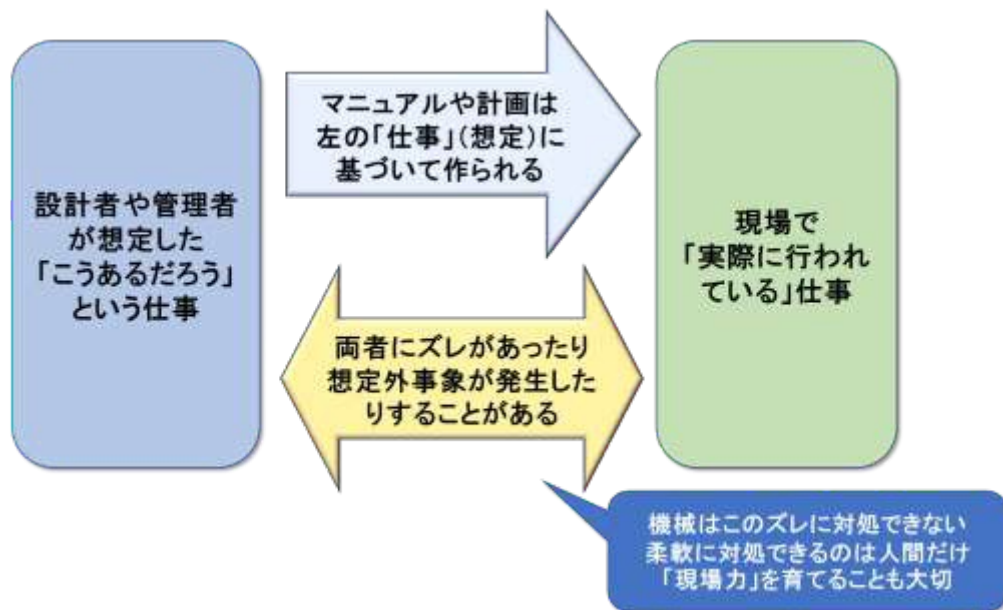 設計者や管理者
が想定した
「こうあるだろう」
という仕事
マニュアルや計画は
左の「仕事」(想定)に
基づいて作られる
両者にズレがあったり
想定外事象が発生した
りすることがある
現場で
「実際に行われ
ている」仕事
機械はこのズレに対処できない
柔軟に対処できるのは人間だけ
「現場力」を育てることも大切